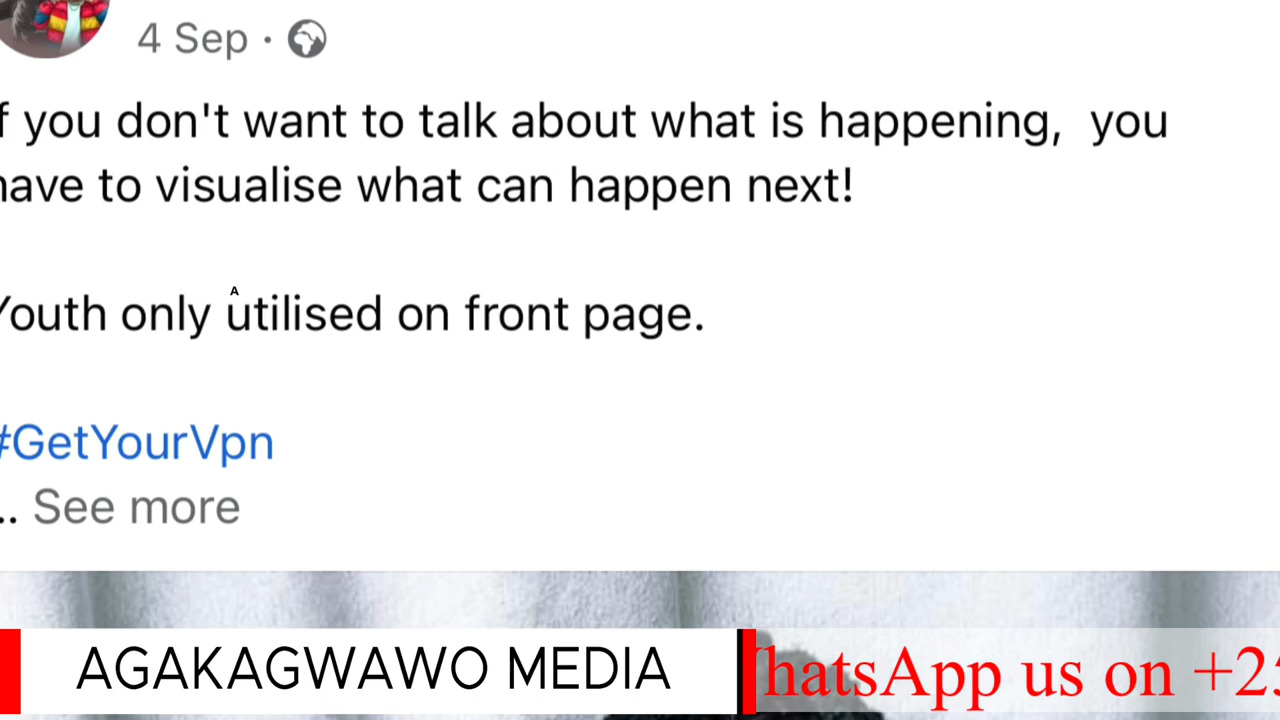 4 Sep ·
f you don't want to talk about what is happening, you
have to visualise what can happen next!
Youth only utilised on front page.
#GetYourVpn
.. See more
AGAKAGWAWO MEDIA
hatsApp us on +25